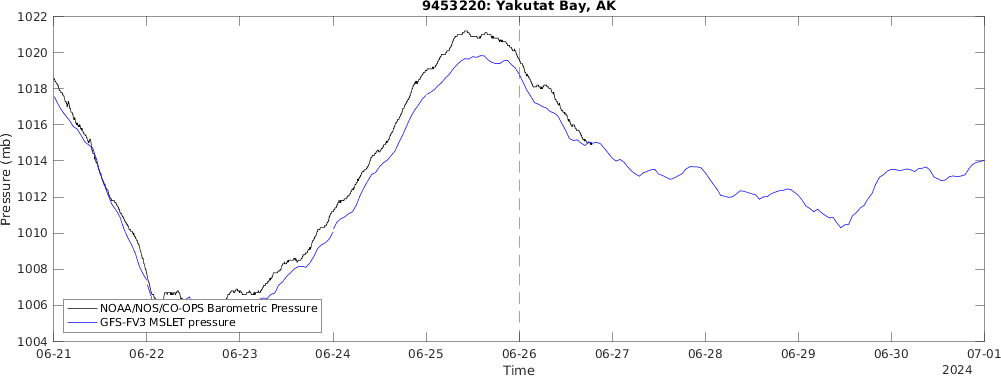 9453220: Yakutat Bay, AK
Pressure (mb)
1022
1020
1018
1016
1014
1012
1010
1008
1006
1004
NOAA/NOS/CO-OPS Barometric Pressure
GFS-FV3 MSLET pressure
06-21 06-22 06-23 06-24 06-25 06-26 06-27 06-28 06-29 06-30 07-01
Time
2024